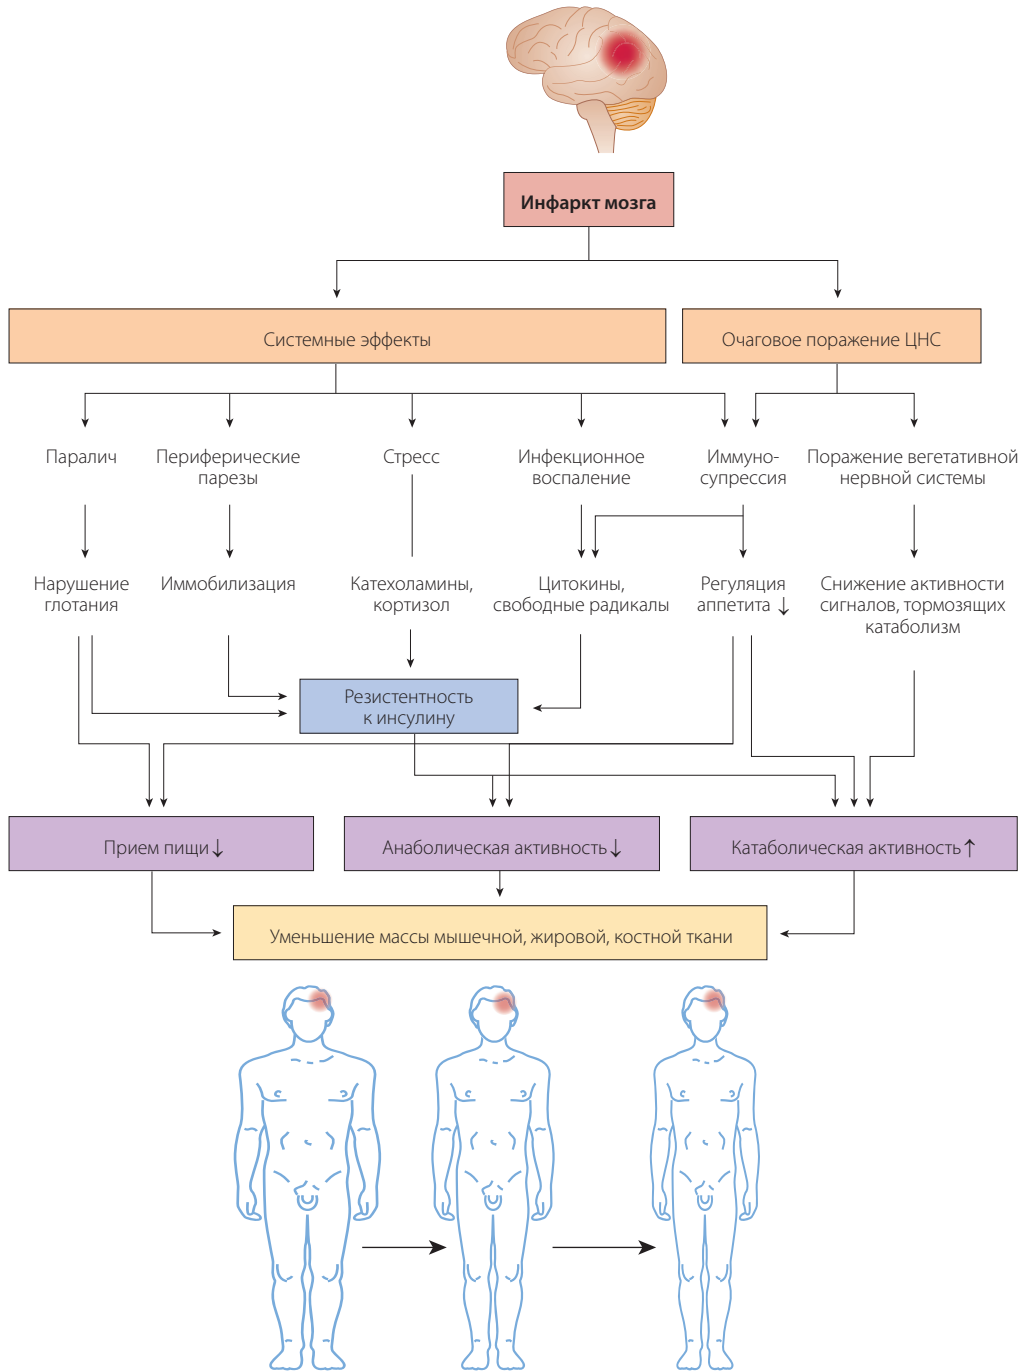 Инфаркт мозга
Системные эффекты
Очаговое поражение ЦНС
Паралич
Периферические
парезы
Стресс
Инфекционное
воспаление
Иммуно-
супрессия
Поражение вегетативной
нервной системы
Нарушение
глотания
Иммобилизация
Катехоламины,
кортизол
Цитокины,
свободные радикалы
Регуляция
аппетита ↓
Снижение активности
сигналов, тормозящих
катаболизм
Резистентность
к инсулину
Прием пищи ↓
Анаболическая активность ↓
Катаболическая активность ↑
Уменьшение массы мышечной, жировой, костной ткани